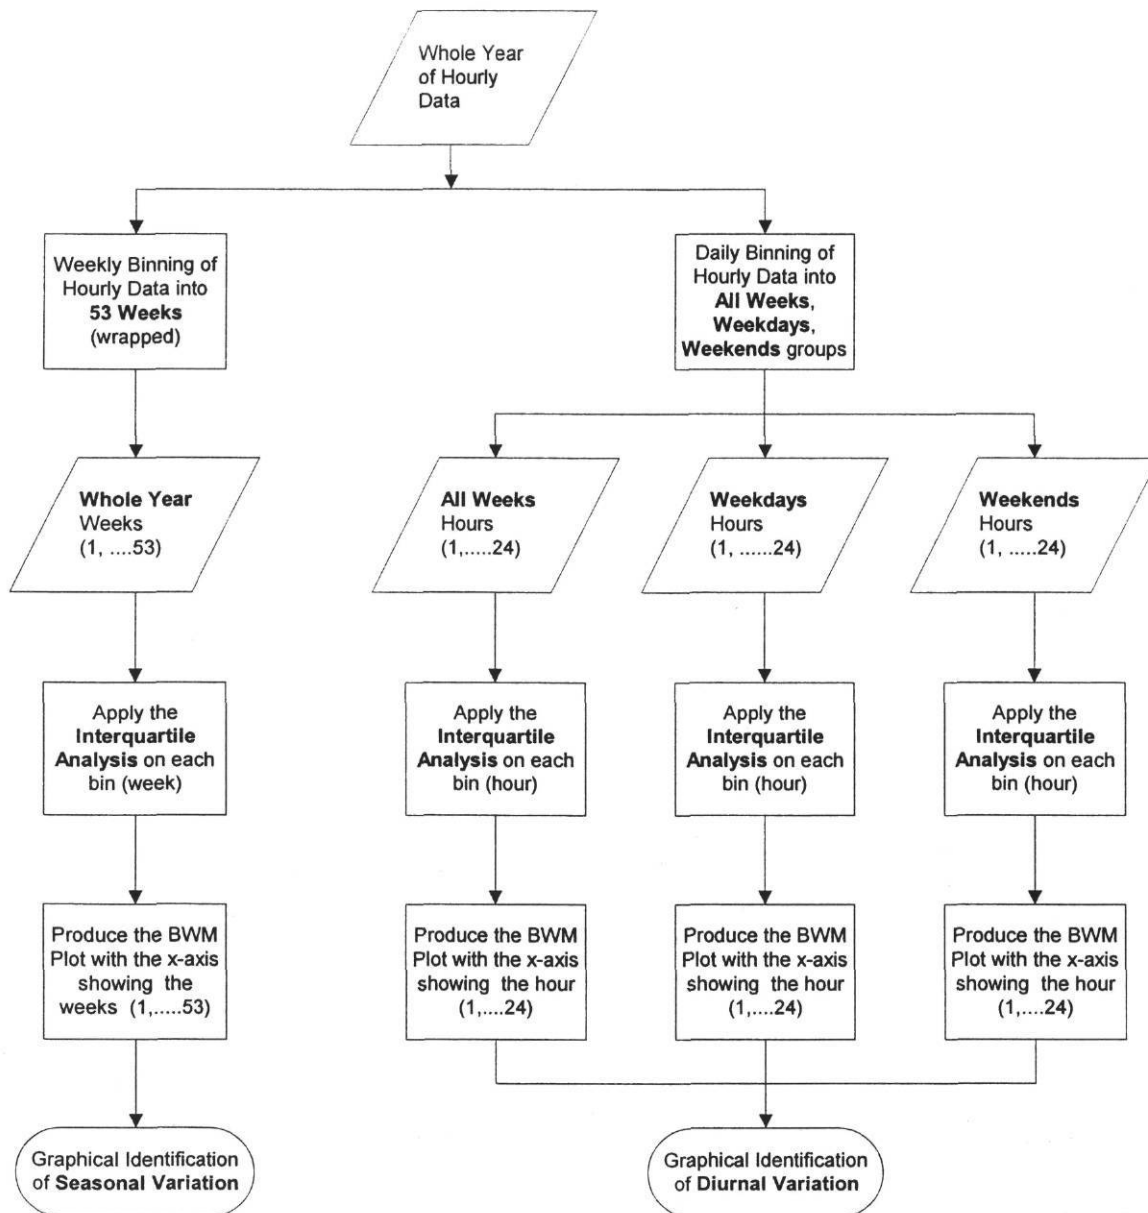 Whole Year
of Hourly
Data
Weekly Binning of
Hourly Data into
53 Weeks
(wrapped)
Daily Binning of
Hourly Data into
All Weeks,
Weekdays,
Weekends groups
Whole Year
Weeks
(1, ....53)
All Weeks
Hours
(1,.....24)
Weekdays
Hours
(1, ......24)
Weekends
Hours
(1, ......24)
Apply the
Interquartile
Analysis on each
bin (week)
Apply the
Interquartile
Analysis on each
bin (hour)
Apply the
Interquartile
Analysis on each
bin (hour)
Apply the
Interquartile
Analysis on each
bin (hour)
Produce the BWM
Plot with the x-axis
showing the
weeks (1,.....53)
Produce the BWM
Plot with the x-axis
showing the hour
(1,....24)
Produce the BWM
Plot with the x-axis
showing the hour
(1,....24)
Produce the BWM
Plot with the x-axis
showing the hour
(1,....24)
Graphical Identification
of Seasonal Variation
Graphical Identification
of Diurnal Variation